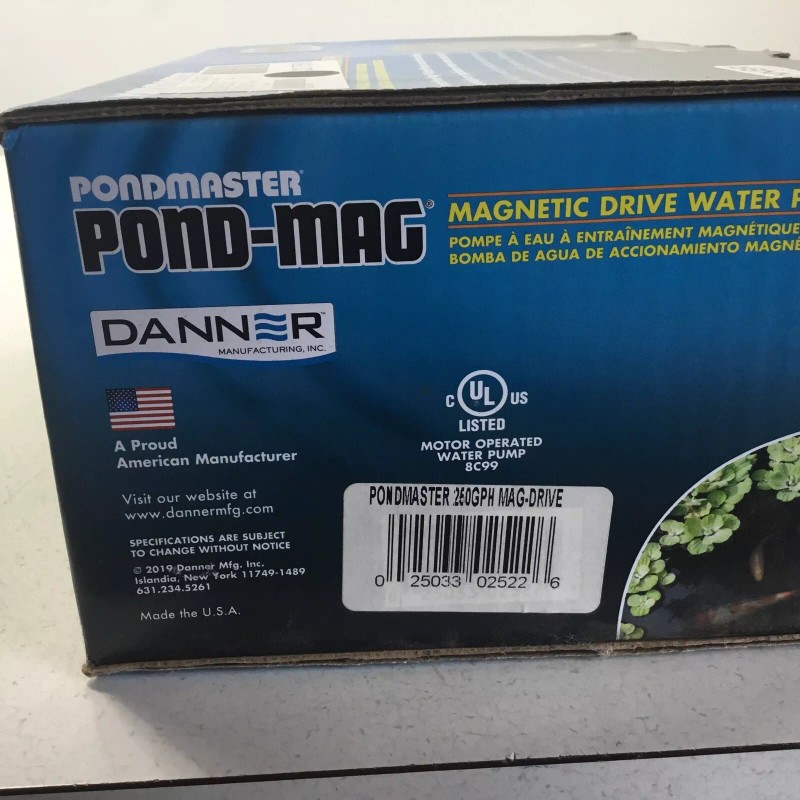 PONDMASTER®
POND-MAG®
MAGNETIC DRIVE WATER P
POMPE À EAU À ENTRAÎNEMENT MAGNÉTIQUE
BOMBA DE AGUA DE ACCIONAMIENTO MAGNÉ
DANNER™
MANUFACTURING, INC.
A Proud
American Manufacturer
Visit our website at
www.dannermfg.com
SPECIFICATIONS ARE SUBJECT
TO CHANGE WITHOUT NOTICE
© 2019 Danner Mfg. Inc.
Islandia, New York 11749-1489
631.234.5261
Made the U.S.A.
C UL US
LISTED
MOTOR OPERATED
WATER PUMP
8C99
PONDMASTER 250GPH MAG-DRIVE
0 25033 02522 6